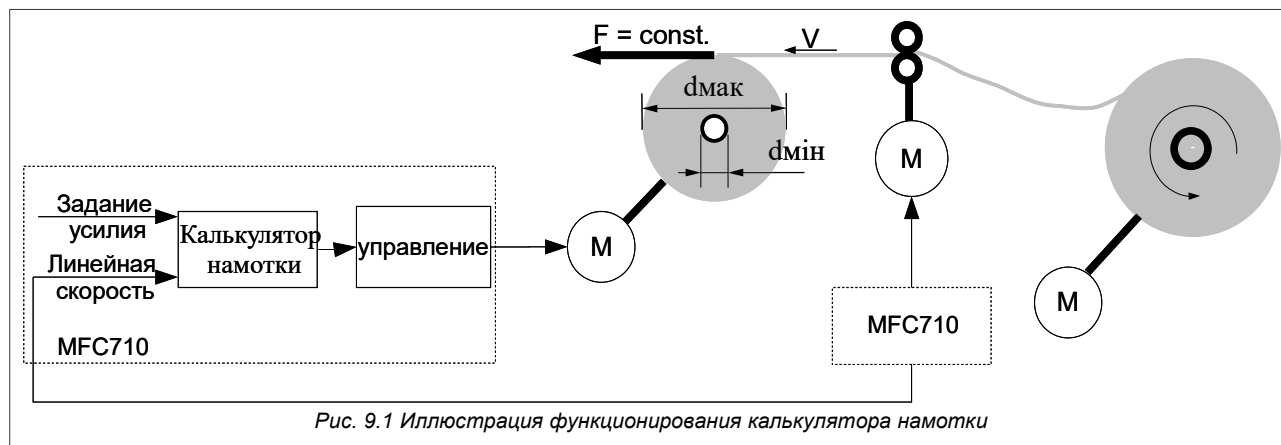 F = const.
V
dмак
dмін
М
М
М
Задание
усилия
Линейная
скорость
Калькулятор
намотки
управление
MFC710
MFC710
Рис. 9.1 Иллюстрация функционирования калькулятора намотки